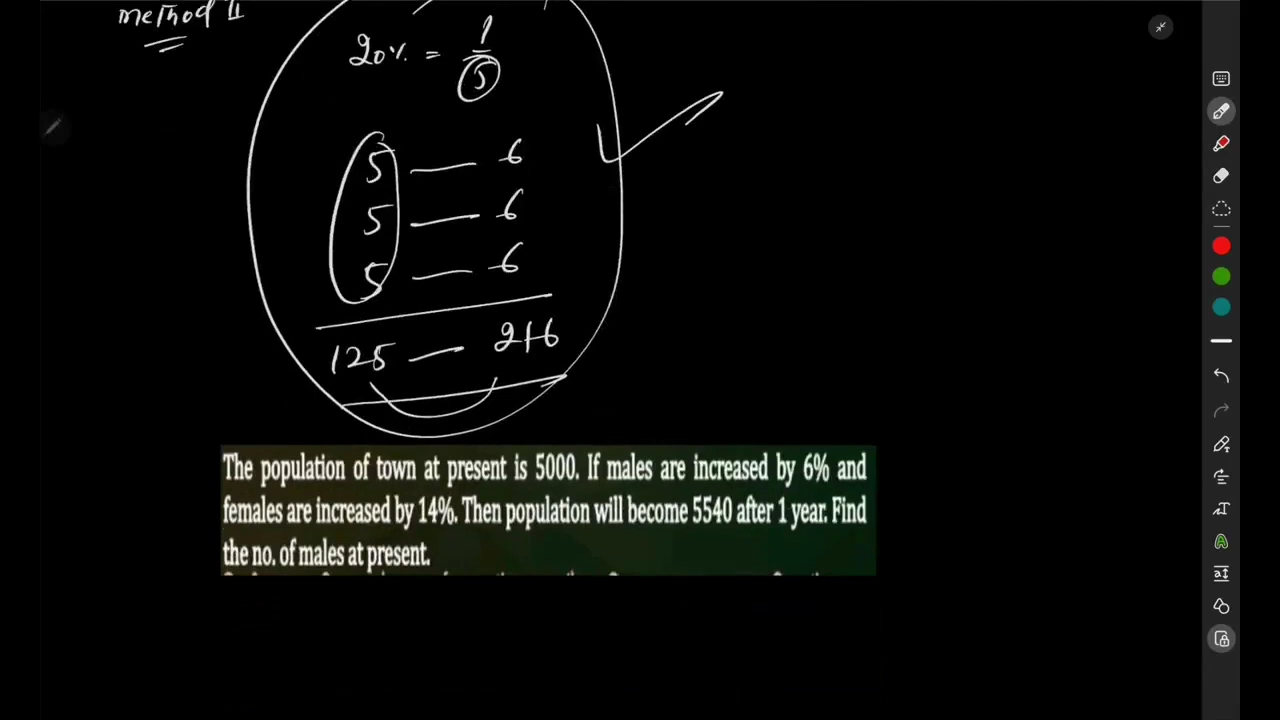 method II
20% = 1/5
5 — 6
5 — 6
5 — 6
125 — 216
The population of town at present is 5000. If males are increased by 6% and
females are increased by 14%. Then population will become 5540 after 1 year. Find
the no. of males at present.